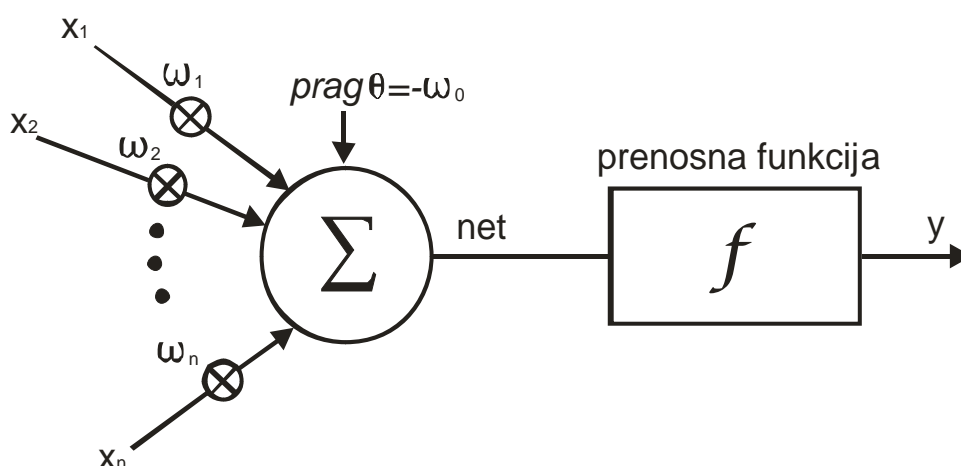 x₁
ω₁
prag θ=-ω₀
x₂
ω₂
prenosna funkcija
Σ
net
f
y
ωₙ
xₙ